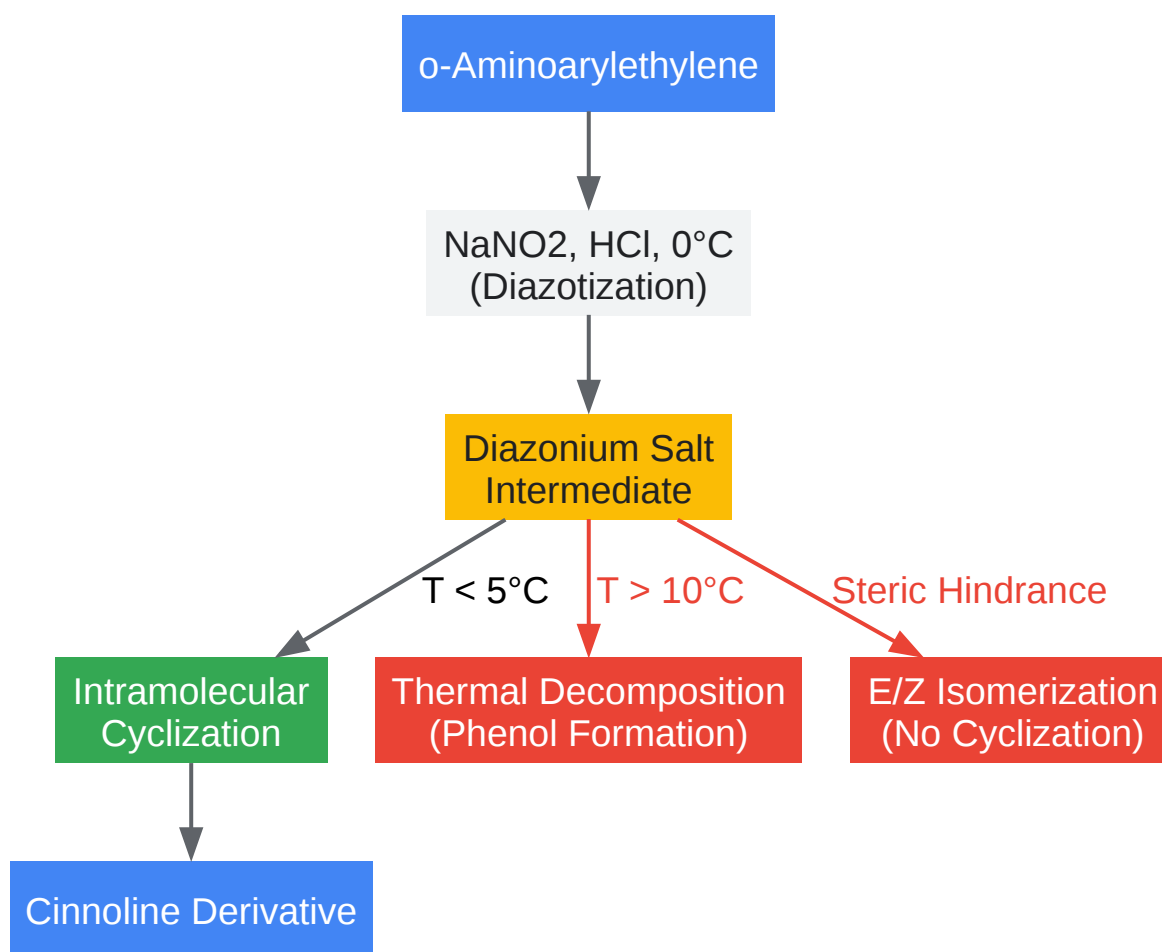 o-Aminoarylethylene
NaNO2, HCl, 0°C
(Diazotization)
Diazonium Salt
Intermediate
T < 5°C
T > 10°C
Steric Hindrance
Intramolecular
Cyclization
Thermal Decomposition
(Phenol Formation)
E/Z Isomerization
(No Cyclization)
Cinnoline Derivative